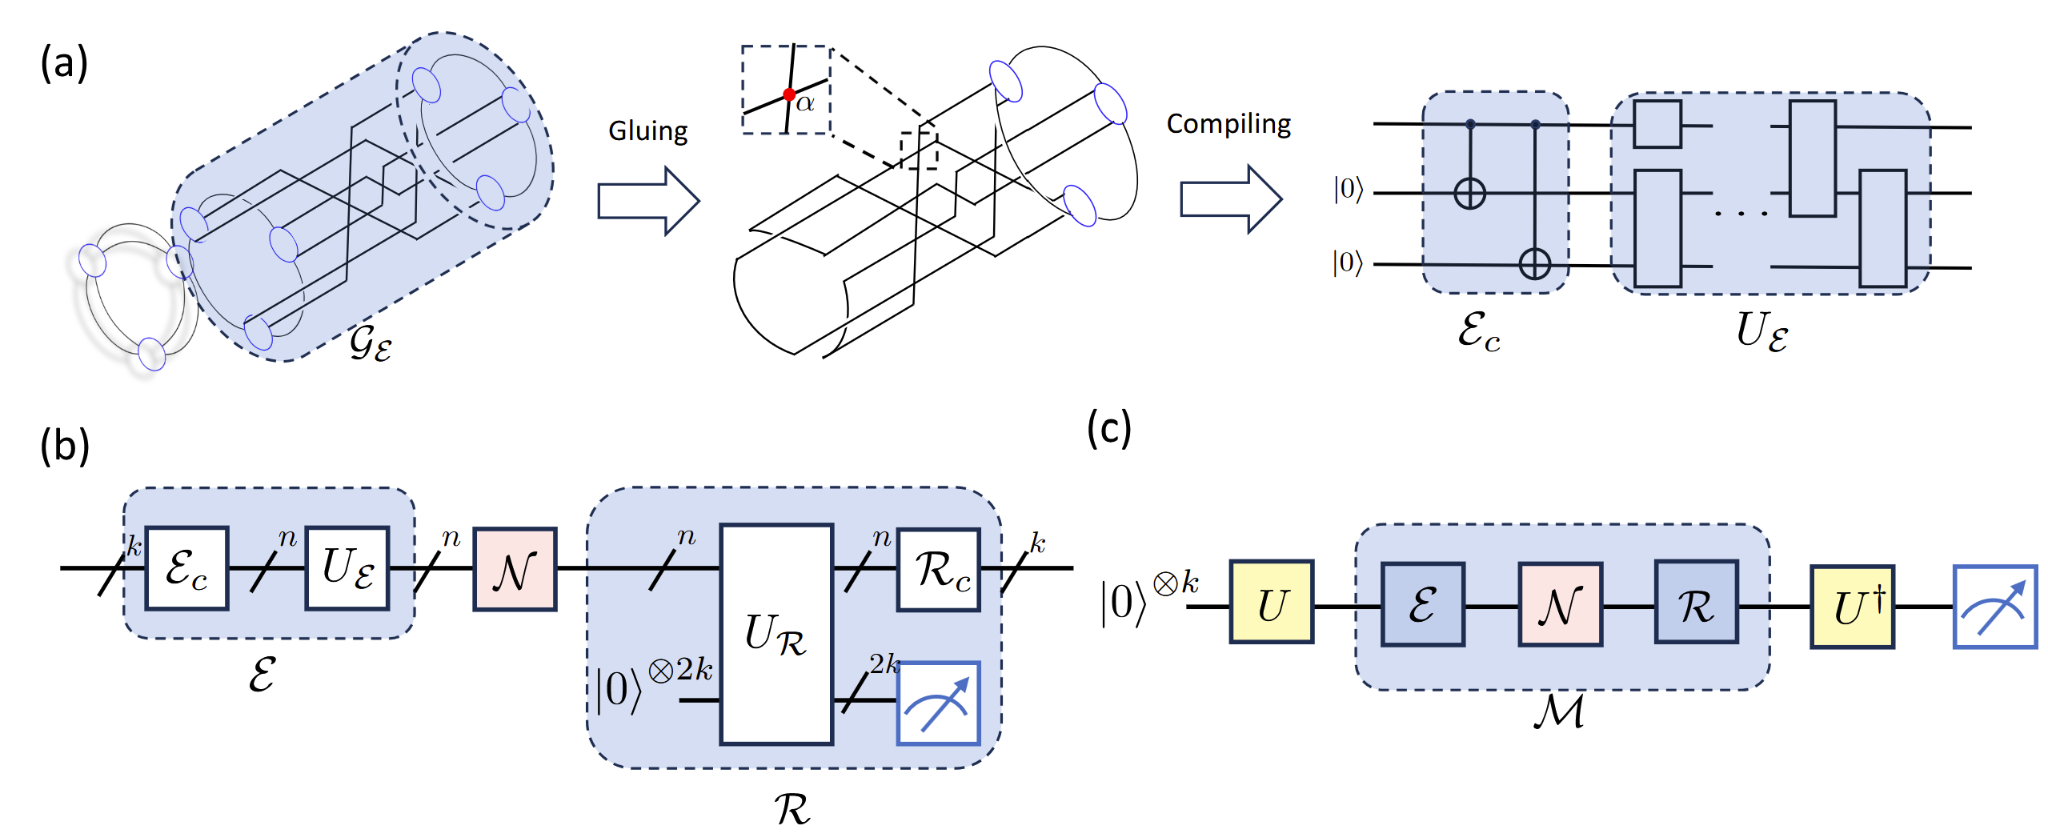 (a)
Gluing
α
Compiling
|0⟩
|0⟩
𝒢_ℰ
ℰ_c
U_ℰ
(b)
k
ℰ_c
n
U_ℰ
n
𝒩
n
|0⟩^{⊗2k}
U_ℛ
n
2k
ℛ_c
k
ℰ
ℛ
(c)
|0⟩^{⊗k}
U
ℰ
𝒩
ℛ
U^†
ℳ